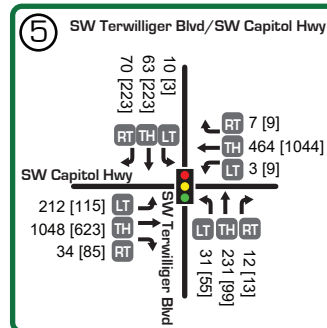 5 SW Terwilliger Blvd/SW Capitol Hwy
70 [223]
63 [223]
10 [3]
RT TH LT
RT 7 [9]
TH 464 [1044]
LT 3 [9]
SW Capitol Hwy
212 [115] LT
1048 [623] TH
34 [85] RT
SW Terwilliger Blvd
LT TH RT
31 [55]
231 [99]
12 [13]